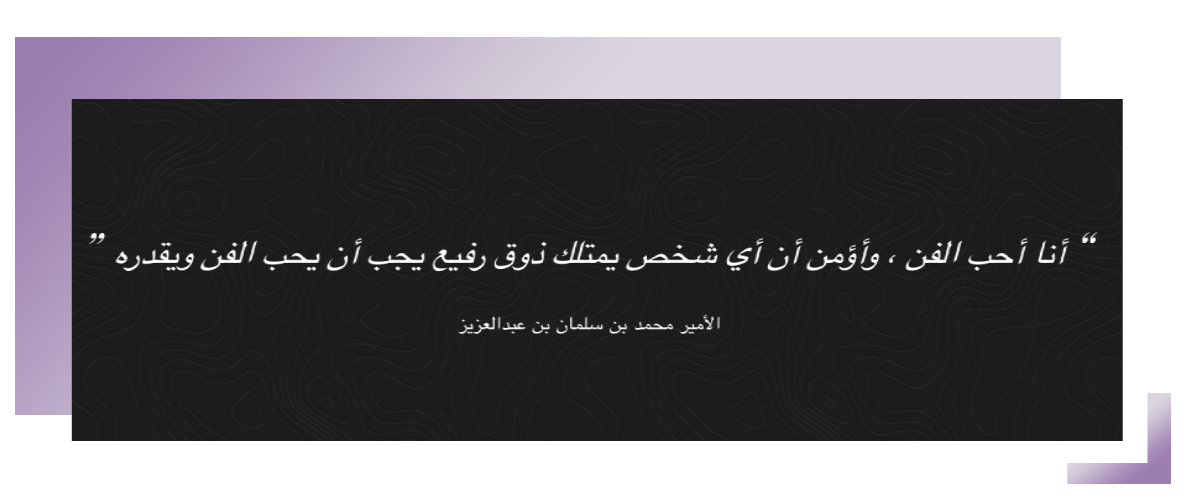 “ أنا أحب الفن ، وأؤمن أن أي شخص يمتلك ذوق رفيع يجب أن يحب الفن ويقدره ”
الأمير محمد بن سلمان بن عبدالعزيز